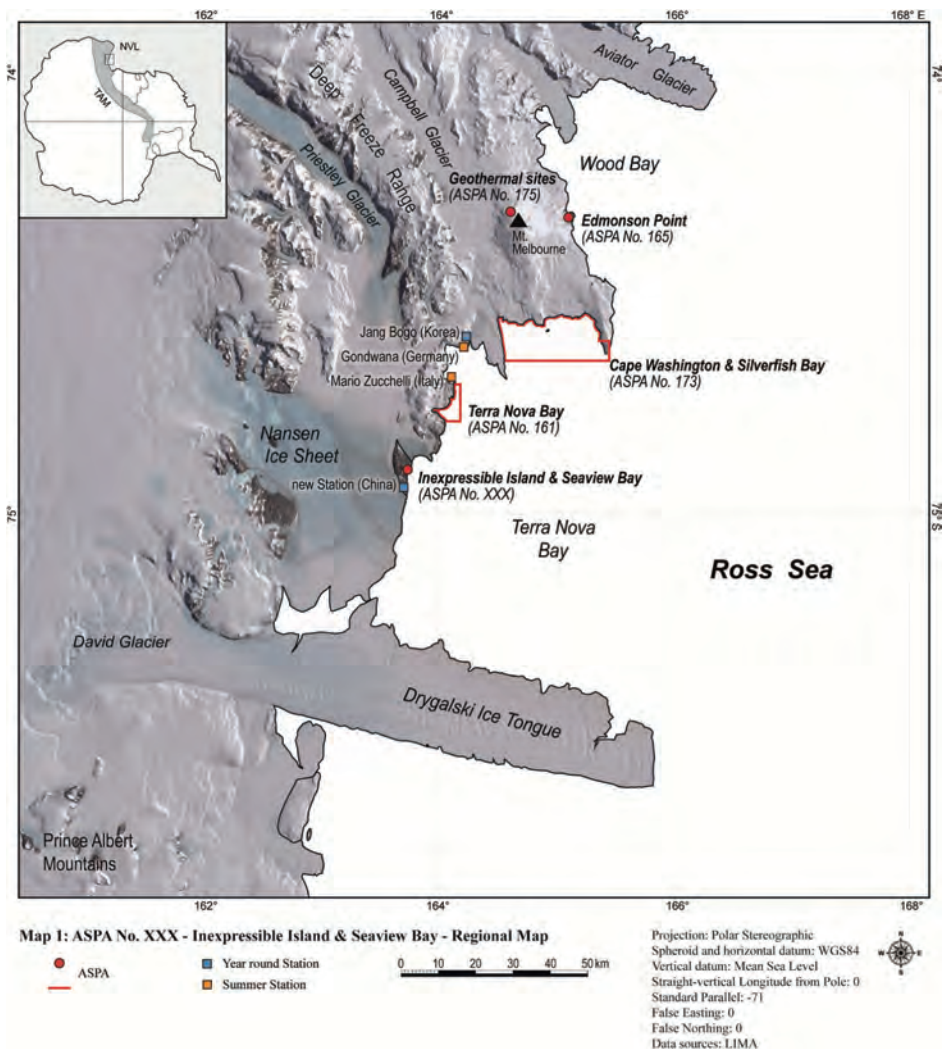 162°
164°
166°
168° E
NVL
TAM
74°
74°
Aviator Glacier
Deep Freeze Range
Campbell Glacier
Priestley Glacier
Wood Bay
Geothermal sites
(ASPA No. 175)
Mt.
Melbourne
Edmonson Point
(ASPA No. 165)
Jang Bogo (Korea)
Gondwana (Germany)
Mario Zucchelli (Italy)
Cape Washington & Silverfish Bay
(ASPA No. 173)
Terra Nova Bay
(ASPA No. 161)
Nansen
Ice Sheet
Inexpressible Island & Seaview Bay
(ASPA No. XXX)
new Station (China)
75°
75° S
Terra Nova
Bay
Ross Sea
David Glacier
Drygalski Ice Tongue
Prince Albert
Mountains
162°
164°
166°
168°
Map 1: ASPA No. XXX - Inexpressible Island & Seaview Bay - Regional Map
ASPA
Year round Station
Summer Station
0 10 20 30 40 50 km
Projection: Polar Stereographic
Spheroid and horizontal datum: WGS84
Vertical datum: Mean Sea Level
Straight-vertical Longitude from Pole: 0
Standard Parallel: -71
False Easting: 0
False Northing: 0
Data sources: LIMA
N
W
E
S